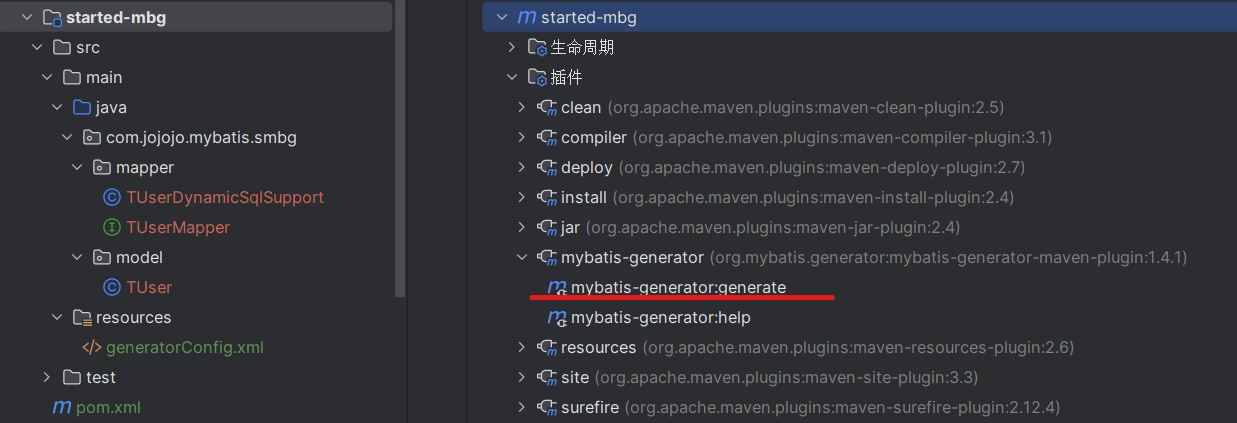 started-mbg
src
main
java
com.jojojo.mybatis.smbg
mapper
TUserDynamicSqlSupport
TUserMapper
model
TUser
resources
generatorConfig.xml
test
pom.xml
started-mbg
生命周期
插件
clean (org.apache.maven.plugins:maven-clean-plugin:2.5)
compiler (org.apache.maven.plugins:maven-compiler-plugin:3.1)
deploy (org.apache.maven.plugins:maven-deploy-plugin:2.7)
install (org.apache.maven.plugins:maven-install-plugin:2.4)
jar (org.apache.maven.plugins:maven-jar-plugin:2.4)
mybatis-generator (org.mybatis.generator:mybatis-generator-maven-plugin:1.4.1)
mybatis-generator:generate
mybatis-generator:help
resources (org.apache.maven.plugins:maven-resources-plugin:2.6)
site (org.apache.maven.plugins:maven-site-plugin:3.3)
surefire (org.apache.maven.plugins:maven-surefire-plugin:2.12.4)